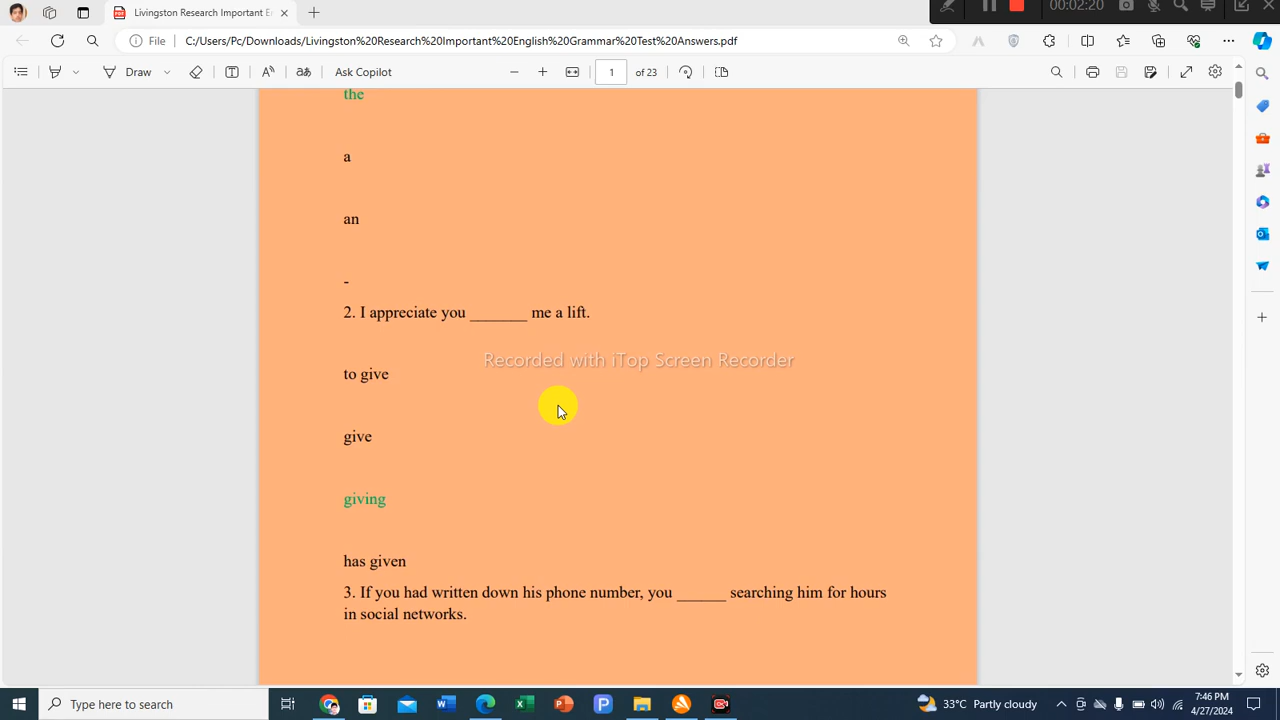 Livingston Research Important En
00:02:20
File
C:/Users/Pc/Downloads/Livingston%20Research%20Important%20English%20Grammar%20Test%20Answers.pdf
Draw
Ask Copilot
1 of 23
the
a
an
-
2. I appreciate you _______ me a lift.
Recorded with iTop Screen Recorder
to give
give
giving
has given
3. If you had written down his phone number, you ______ searching him for hours
in social networks.
Type here to search
33°C Partly cloudy
7:46 PM
4/27/2024